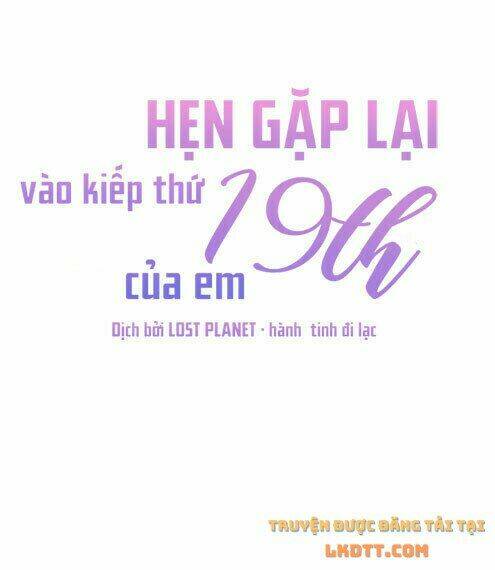 HẸN GẶP LẠI
vào kiếp thứ 19th
của em
Dịch bởi LOST PLANET · hành tinh đi lạc
TRUYỆN ĐƯỢC ĐĂNG TẢI TẠI
LKDTT.COM